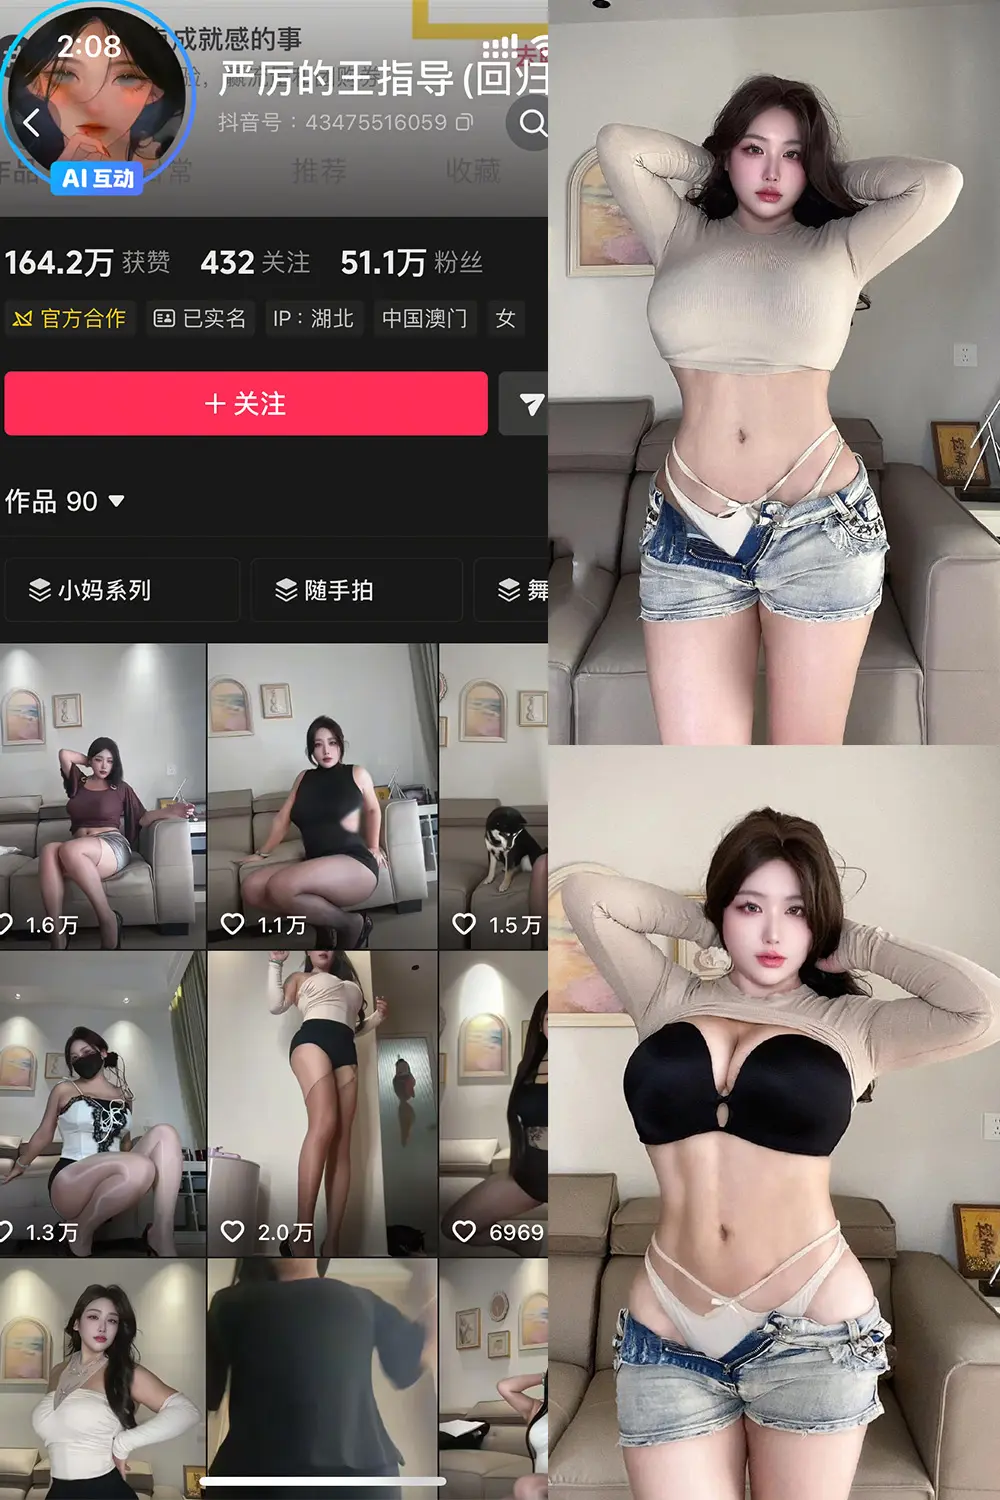 2:08
成就感的事
严厉的王指导(回归
抖音号：43475516059
AI 互动
常
推荐
收藏
164.2万 获赞 432 关注 51.1万 粉丝
官方合作 已实名 IP：湖北 中国澳门 女
+ 关注
作品 90
小妈系列 随手拍 舞
1.6万 1.1万 1.5万
1.3万 2.0万 6969